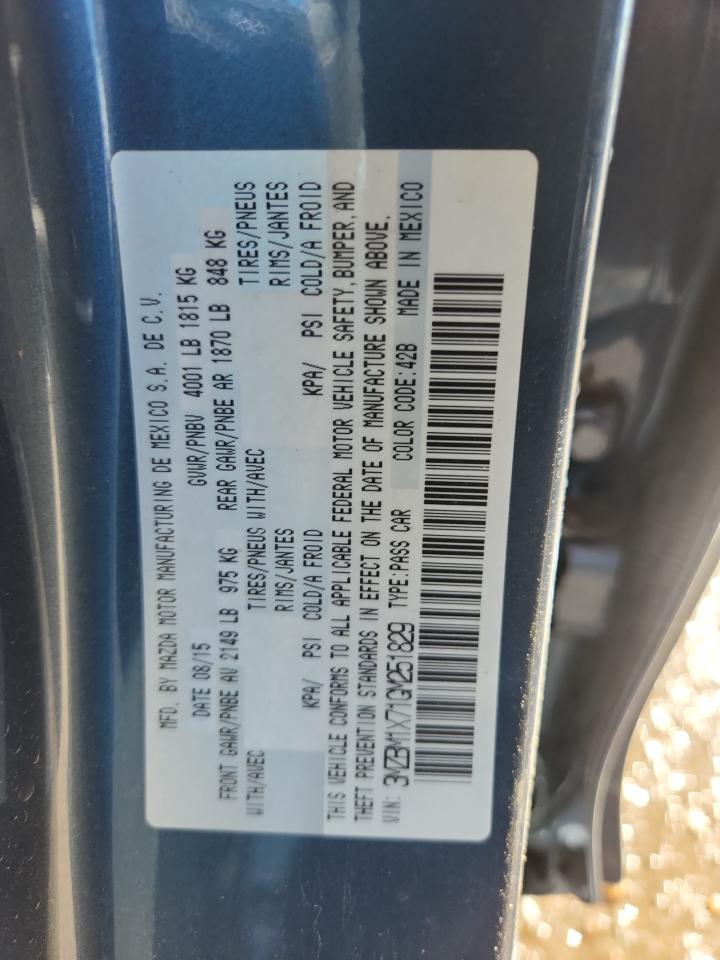 MFD. BY MAZDA MOTOR MANUFACTURING DE MEXICO S.A. DE C.V.
DATE 08/15 GVWR/PNBV 4001 LB 1815 KG
FRONT GAWR/PNBE AV 2149 LB 975 KG REAR GAWR/PNBE AR 1870 LB 848 KG
WITH/AVEC TIRES/PNEUS WITH/AVEC TIRES/PNEUS
RIMS/JANTES RIMS/JANTES
KPA/ PSI COLD/A FROID KPA/ PSI COLD/A FROID
THIS VEHICLE CONFORMS TO ALL APPLICABLE FEDERAL MOTOR VEHICLE SAFETY, BUMPER, AND
THEFT PREVENTION STANDARDS IN EFFECT ON THE DATE OF MANUFACTURE SHOWN ABOVE.
VIN: 3MZBM1X71GM251829 TYPE:PASS CAR COLOR CODE:42B MADE IN MEXICO